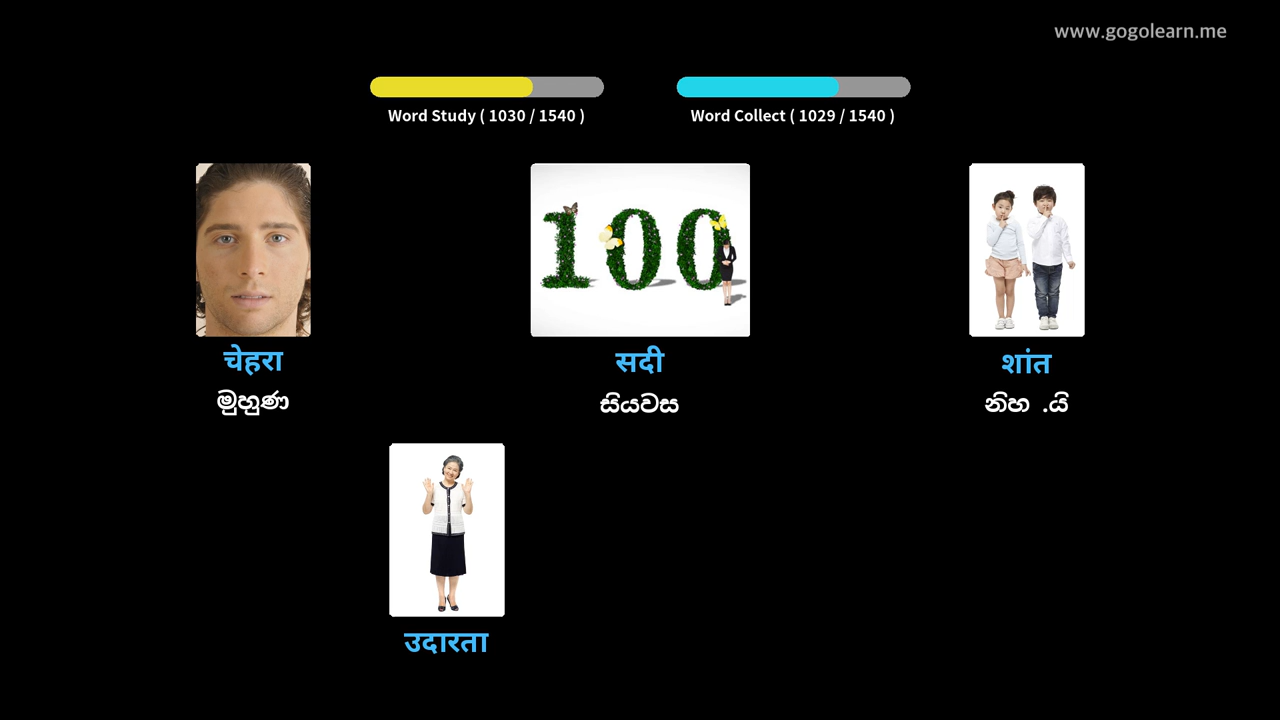 www.gogolearn.me
Word Study ( 1030 / 1540 )
Word Collect ( 1029 / 1540 )
100
चेहरा
सदी
शांत
මුහුණ
සියවස
නිහ .යි
उदारता